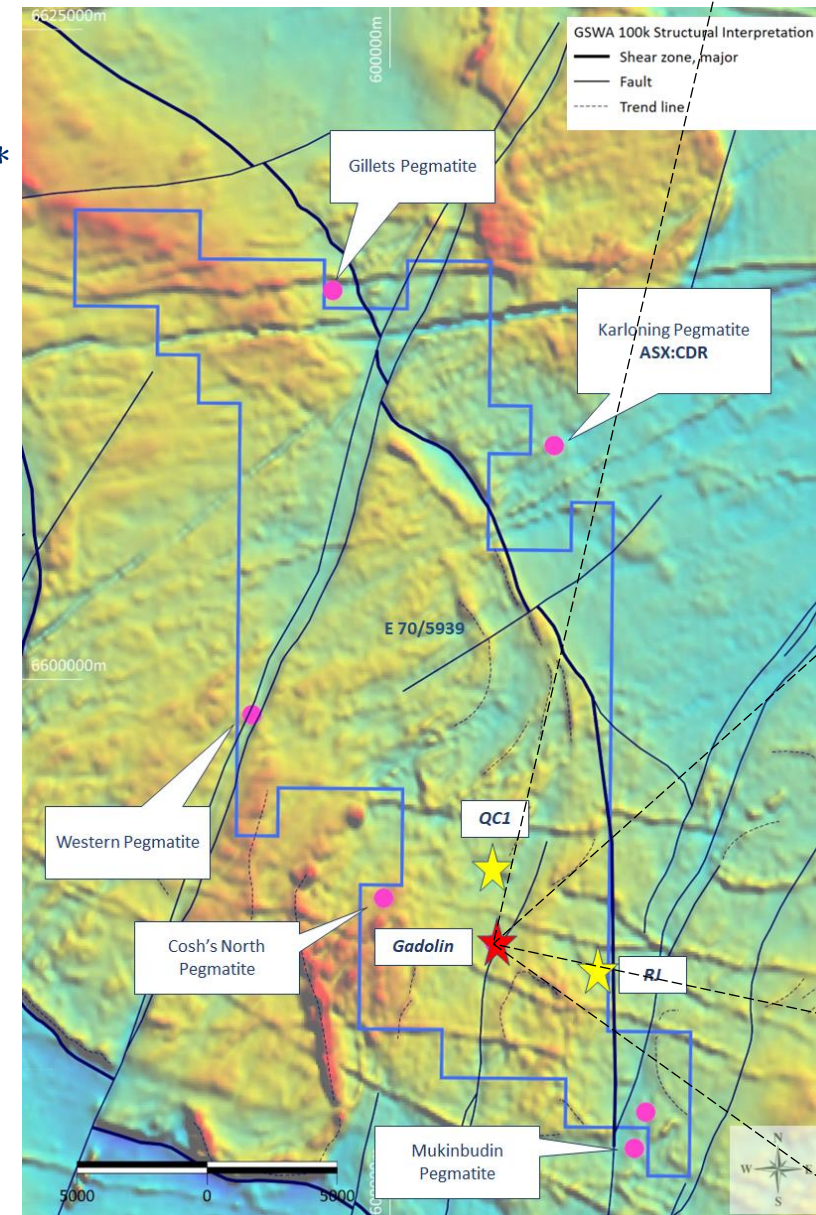 6625000m
600000m
GSWA 100k Structural Interpretation
Shear zone, major
Fault
Trend line
*
Gillets Pegmatite
Karloning Pegmatite
ASX:CDR
E 70/5939
6600000m
QC1
Western Pegmatite
Cosh's North
Pegmatite
Gadolin
RJ
Mukinbudin
Pegmatite
N
W
E
S
5000
0
5000
600000m